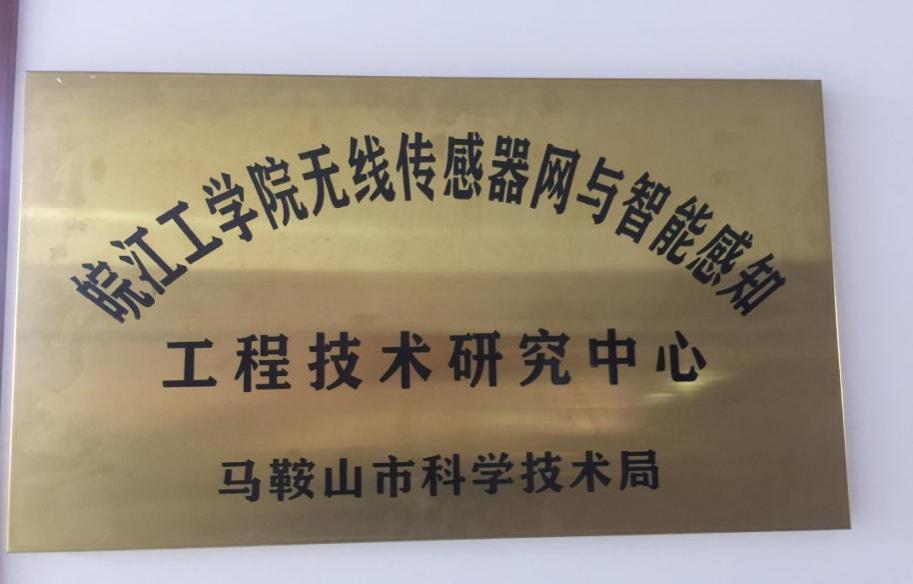 皖江工学院无线传感器网与智能感知
工程技术研究中心
马鞍山市科学技术局